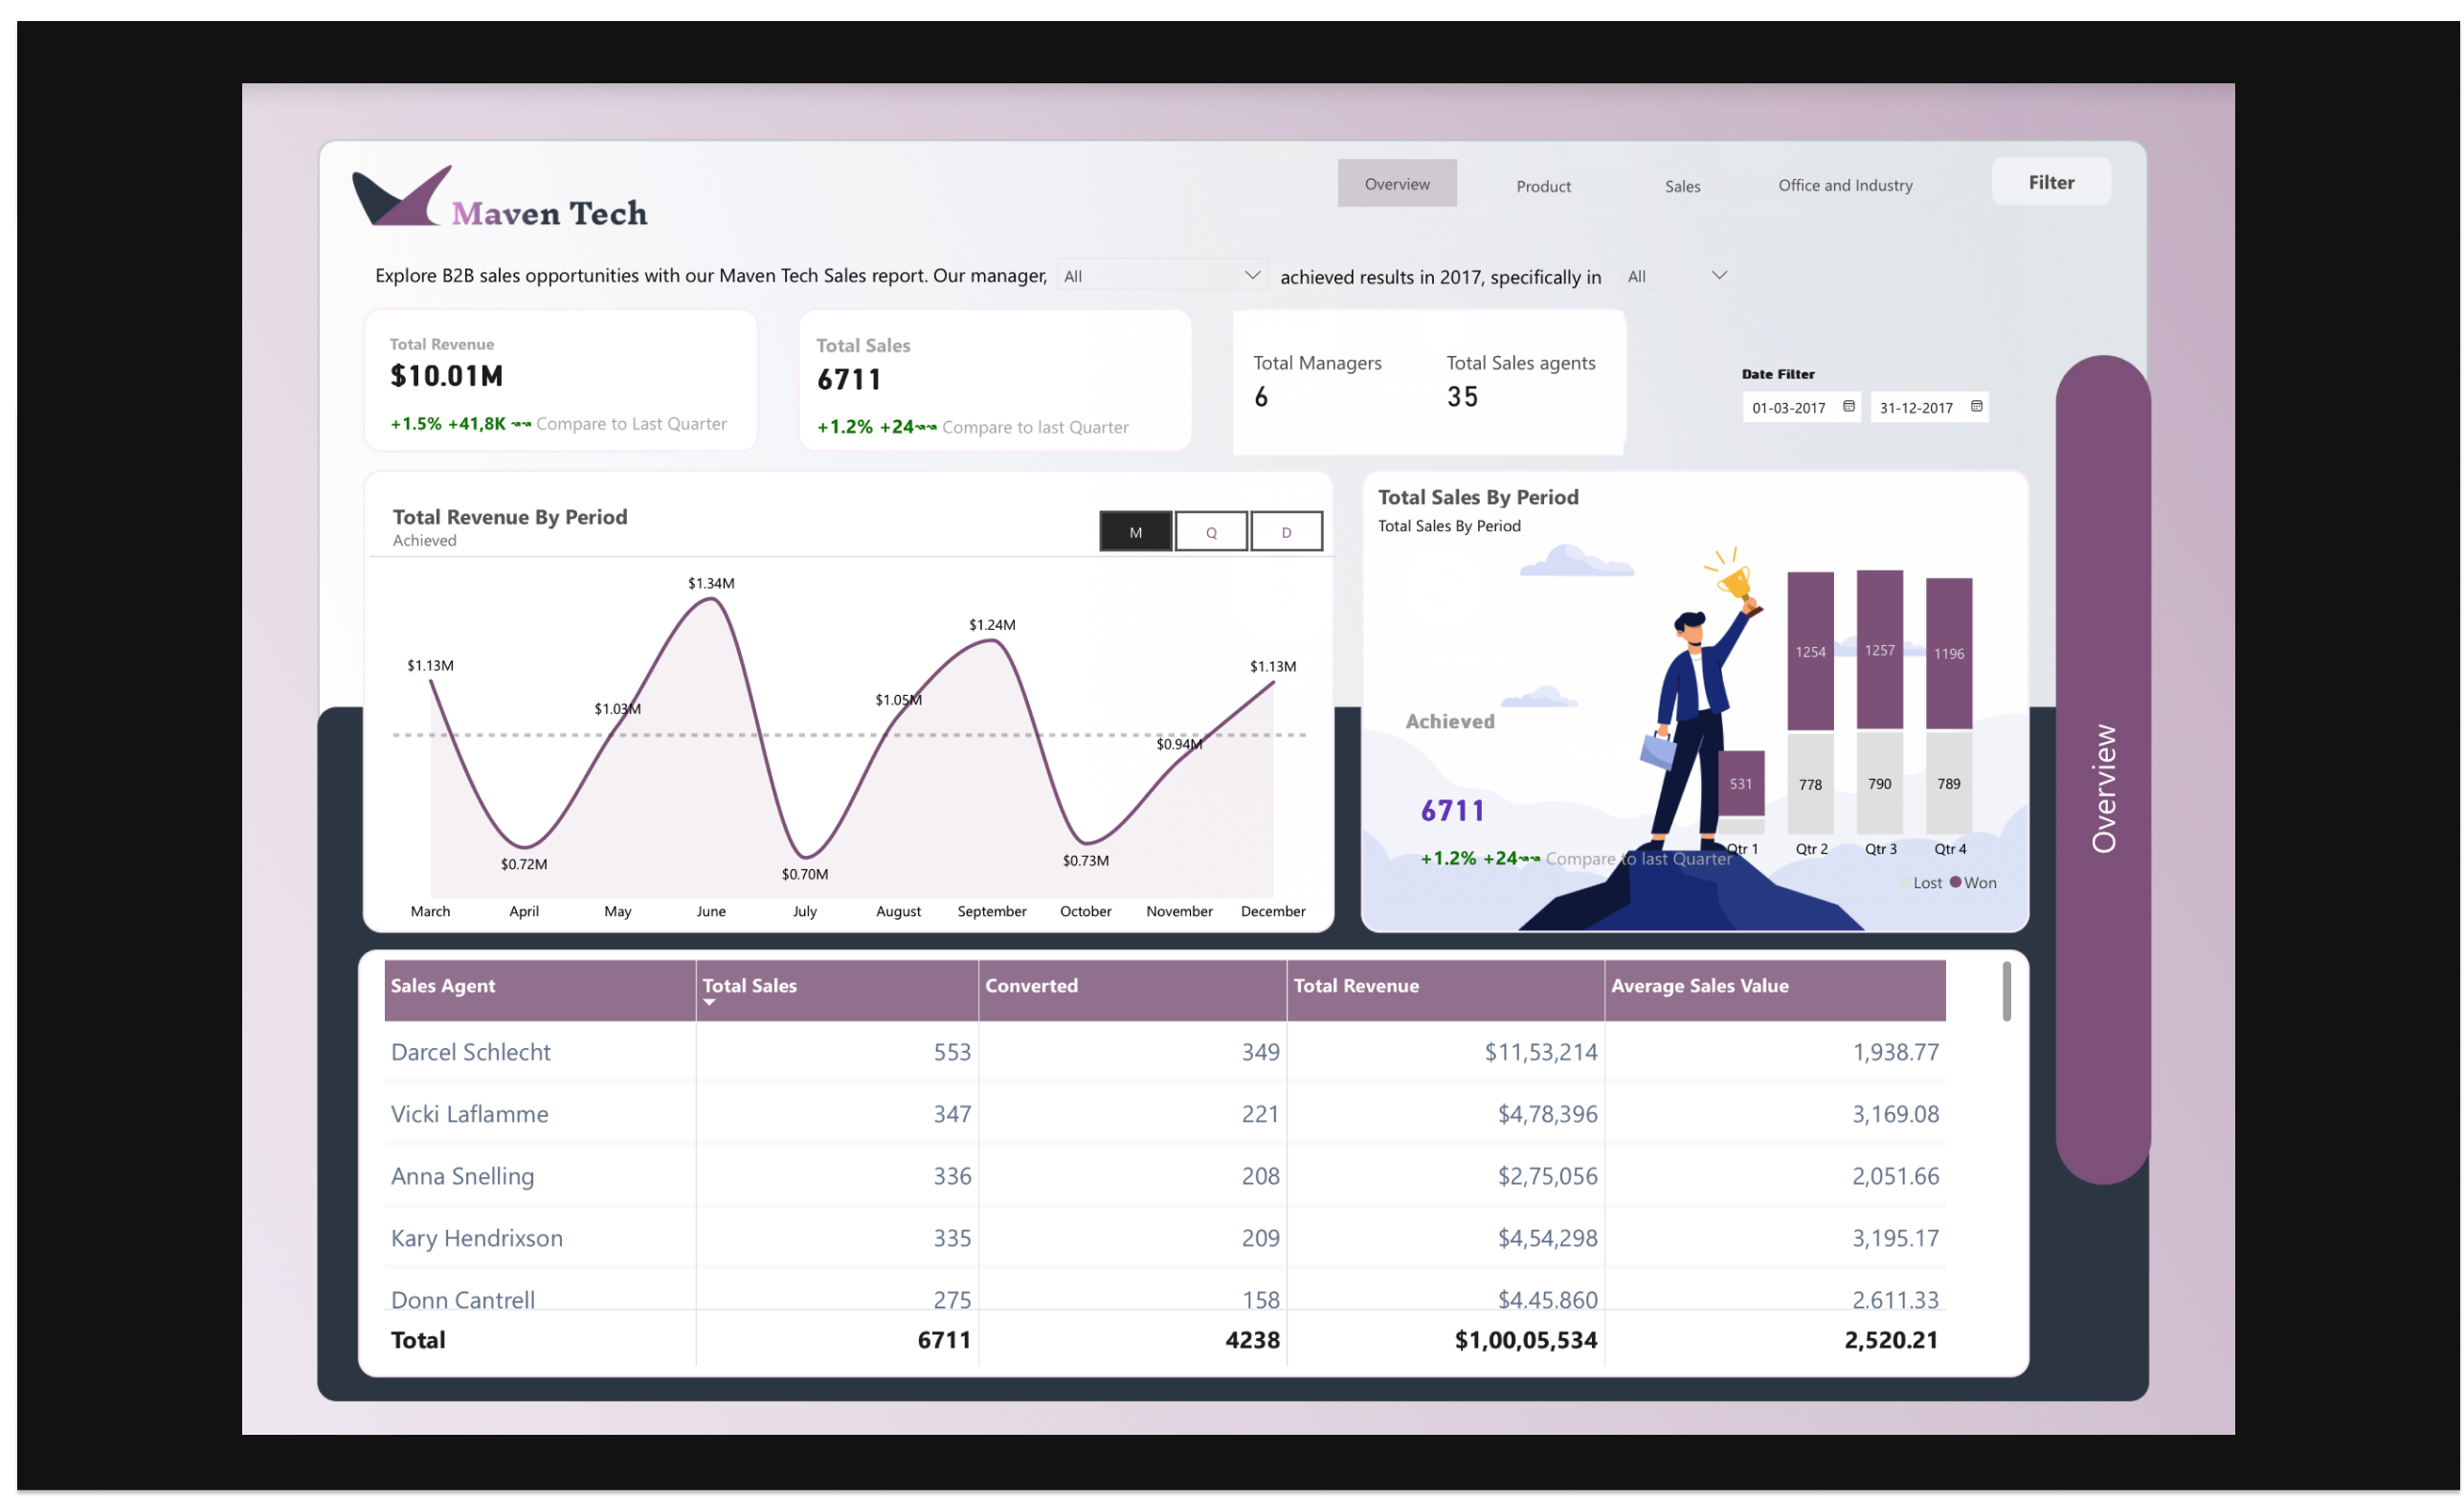 Maven Tech
Overview
Product
Sales
Office and Industry
Filter
Explore B2B sales opportunities with our Maven Tech Sales report. Our manager, All achieved results in 2017, specifically in All
Total Revenue
$10.01M
+1.5% +41,8K ⤳⤳ Compare to Last Quarter
Total Sales
6711
+1.2% +24⤳⤳ Compare to last Quarter
Total Managers
6
Total Sales agents
35
Date Filter
01-03-2017
31-12-2017
Total Revenue By Period
Achieved
M
Q
D
$1.34M
$1.24M
$1.13M
$1.13M
$1.05M
$1.03M
$0.94M
$0.72M
$0.70M
$0.73M
March April May June July August September October November December
Total Sales By Period
Total Sales By Period
Achieved
6711
+1.2% +24⤳⤳ Compare to last Quarter
1254 1257 1196
531 778 790 789
Qtr 1 Qtr 2 Qtr 3 Qtr 4
Lost Won
Overview
Sales Agent Total Sales Converted Total Revenue Average Sales Value
Darcel Schlecht 553 349 $11,53,214 1,938.77
Vicki Laflamme 347 221 $4,78,396 3,169.08
Anna Snelling 336 208 $2,75,056 2,051.66
Kary Hendrixson 335 209 $4,54,298 3,195.17
Donn Cantrell 275 158 $4,45,860 2,611.33
Total 6711 4238 $1,00,05,534 2,520.21